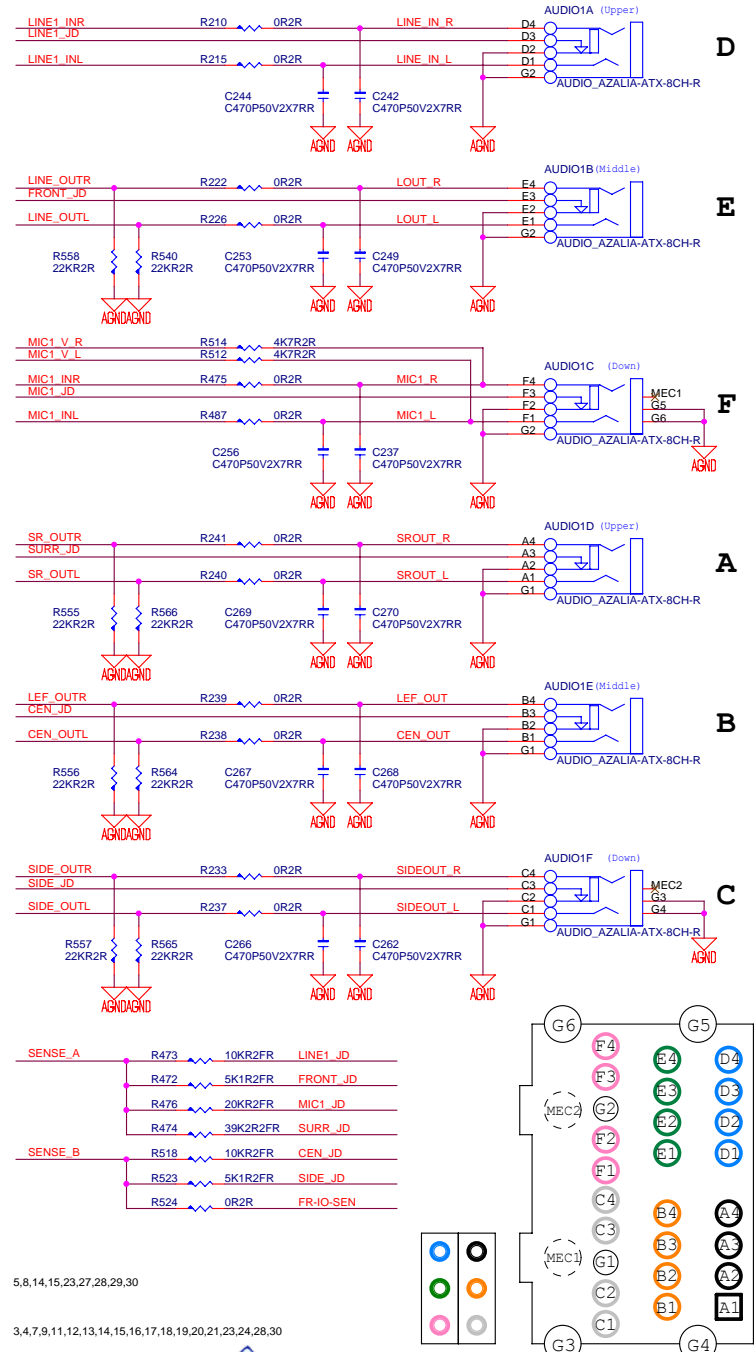 AUDIO1A (Upper)
LINE1_INR R210 0R2R LINE_IN_R D4
LINE1_JD D3
D2
LINE1_INL R215 0R2R LINE_IN_L D1
G2
AUDIO_AZALIA-ATX-8CH-R
D
C244 C470P50V2X7RR
C242 C470P50V2X7RR
AGND AGND AGND
AUDIO1B (Middle)
LINE_OUTR R222 0R2R LOUT_R E4
FRONT_JD E3
E2
LINE_OUTL R226 0R2R LOUT_L E1
G2
AUDIO_AZALIA-ATX-8CH-R
E
R558 22KR2R
R540 22KR2R
C253 C470P50V2X7RR
C249 C470P50V2X7RR
AGND AGND AGND AGND AGND
MIC1_V_R R514 4K7R2R
MIC1_V_L R512 4K7R2R
AUDIO1C (Down)
MIC1_INR R475 0R2R MIC1_R F4
MIC1_JD F3
F2
MIC1_INL R487 0R2R MIC1_L F1
G2
MEC1
G5
G6
AUDIO_AZALIA-ATX-8CH-R
F
C256 C470P50V2X7RR
C237 C470P50V2X7RR
AGND AGND AGND AGND
AUDIO1D (Upper)
SR_OUTR R241 0R2R SROUT_R A4
SURR_JD A3
A2
SR_OUTL R240 0R2R SROUT_L A1
G1
AUDIO_AZALIA-ATX-8CH-R
A
R555 22KR2R
R566 22KR2R
C269 C470P50V2X7RR
C270 C470P50V2X7RR
AGND AGND AGND AGND AGND
AUDIO1E (Middle)
LEF_OUTR R239 0R2R LEF_OUT B4
CEN_JD B3
B2
CEN_OUTL R238 0R2R CEN_OUT B1
G1
AUDIO_AZALIA-ATX-8CH-R
B
R556 22KR2R
R564 22KR2R
C267 C470P50V2X7RR
C268 C470P50V2X7RR
AGND AGND AGND AGND AGND
AUDIO1F (Down)
SIDE_OUTR R233 0R2R SIDEOUT_R C4
SIDE_JD C3
C2
SIDE_OUTL R237 0R2R SIDEOUT_L C1
G1
MEC2
G3
G4
AUDIO_AZALIA-ATX-8CH-R
C
R557 22KR2R
R565 22KR2R
C266 C470P50V2X7RR
C262 C470P50V2X7RR
AGND AGND AGND AGND AGND AGND
SENSE_A R473 10KR2FR LINE1_JD
R472 5K1R2FR FRONT_JD
R476 20KR2FR MIC1_JD
R474 39K2R2FR SURR_JD
SENSE_B R518 10KR2FR CEN_JD
R523 5K1R2FR SIDE_JD
R524 0R2R FR-IO-SEN
G6 G5
F4 E4 D4
F3 E3 D3
MEC2 G2 E2 D2
F2 E1 D1
F1
C4 B4 A4
C3 B3 A3
MEC1 G1 B2 A2
C2 B1 A1
C1
G3 G4
5,8,14,15,23,27,28,29,30
3,4,7,9,11,12,13,14,15,16,17,18,19,20,21,23,24,28,30